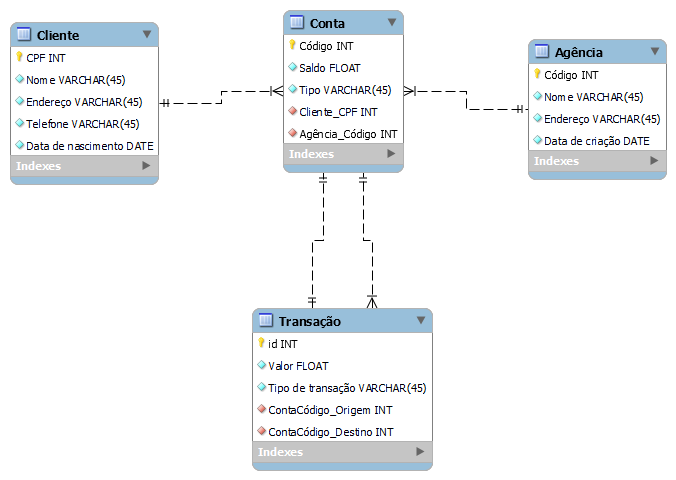 Cliente
CPF INT
Nome VARCHAR(45)
Endereço VARCHAR(45)
Telefone VARCHAR(45)
Data de nascimento DATE
Indexes
Conta
Código INT
Saldo FLOAT
Tipo VARCHAR(45)
Cliente_CPF INT
Agência_Código INT
Indexes
Agência
Código INT
Nome VARCHAR(45)
Endereço VARCHAR(45)
Data de criação DATE
Indexes
Transação
id INT
Valor FLOAT
Tipo de transação VARCHAR(45)
ContaCódigo_Origem INT
ContaCódigo_Destino INT
Indexes